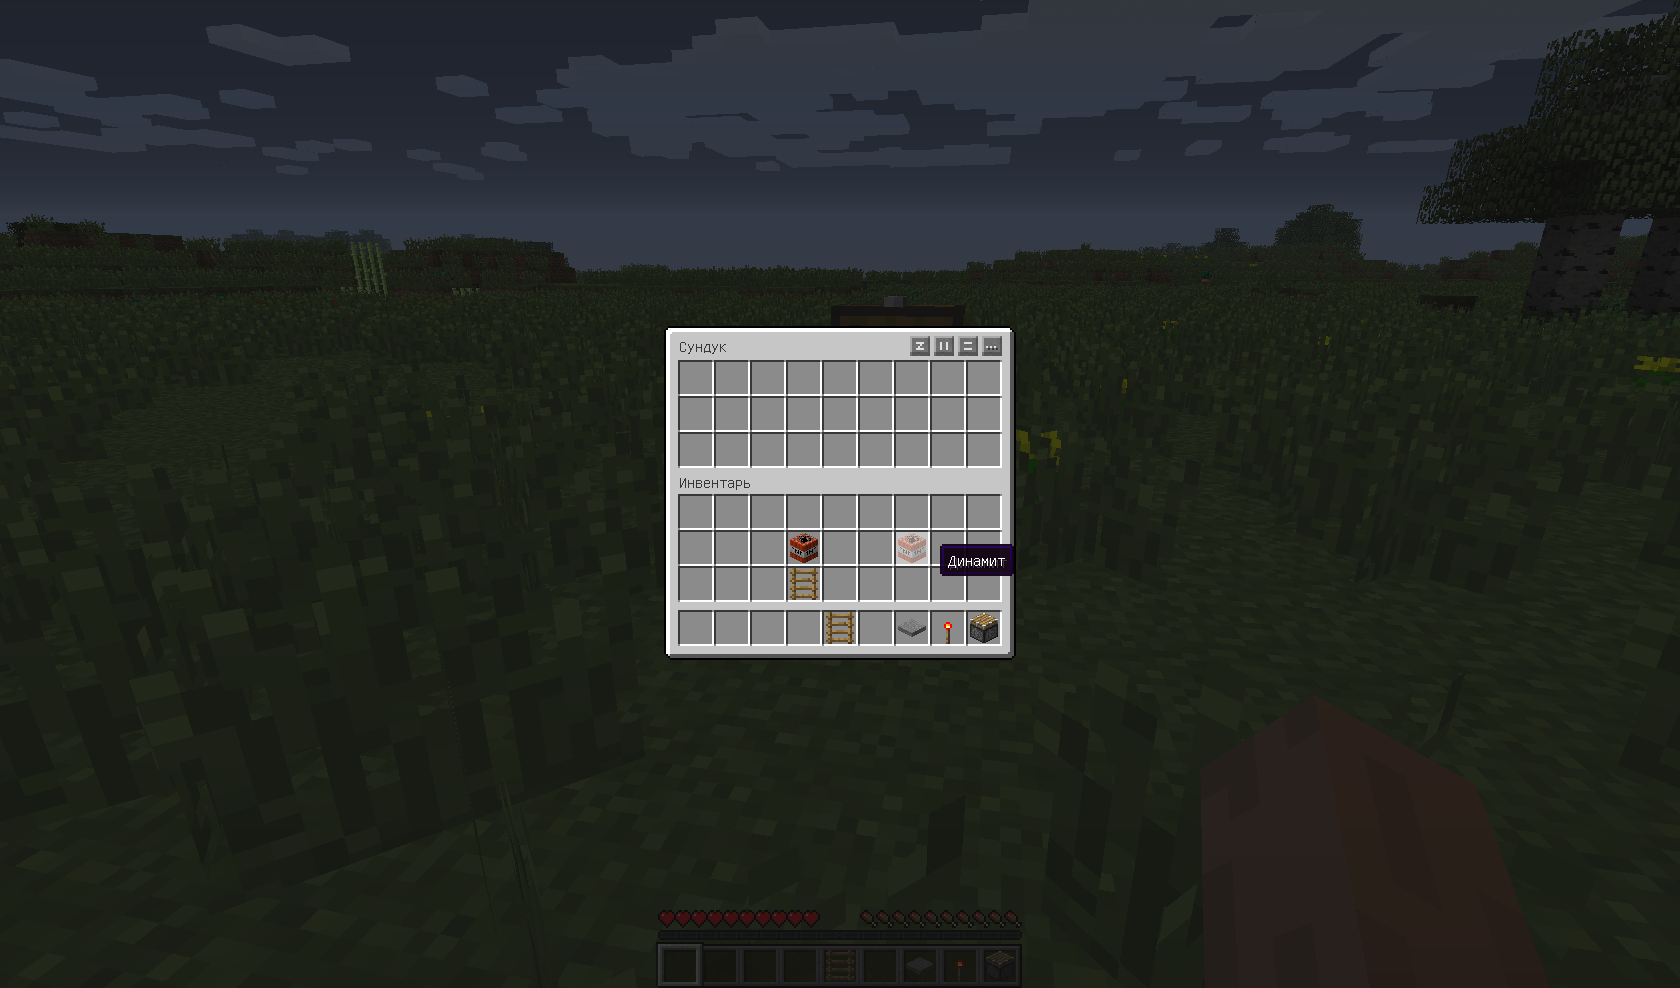 Сундук
Инвентарь
Динамит